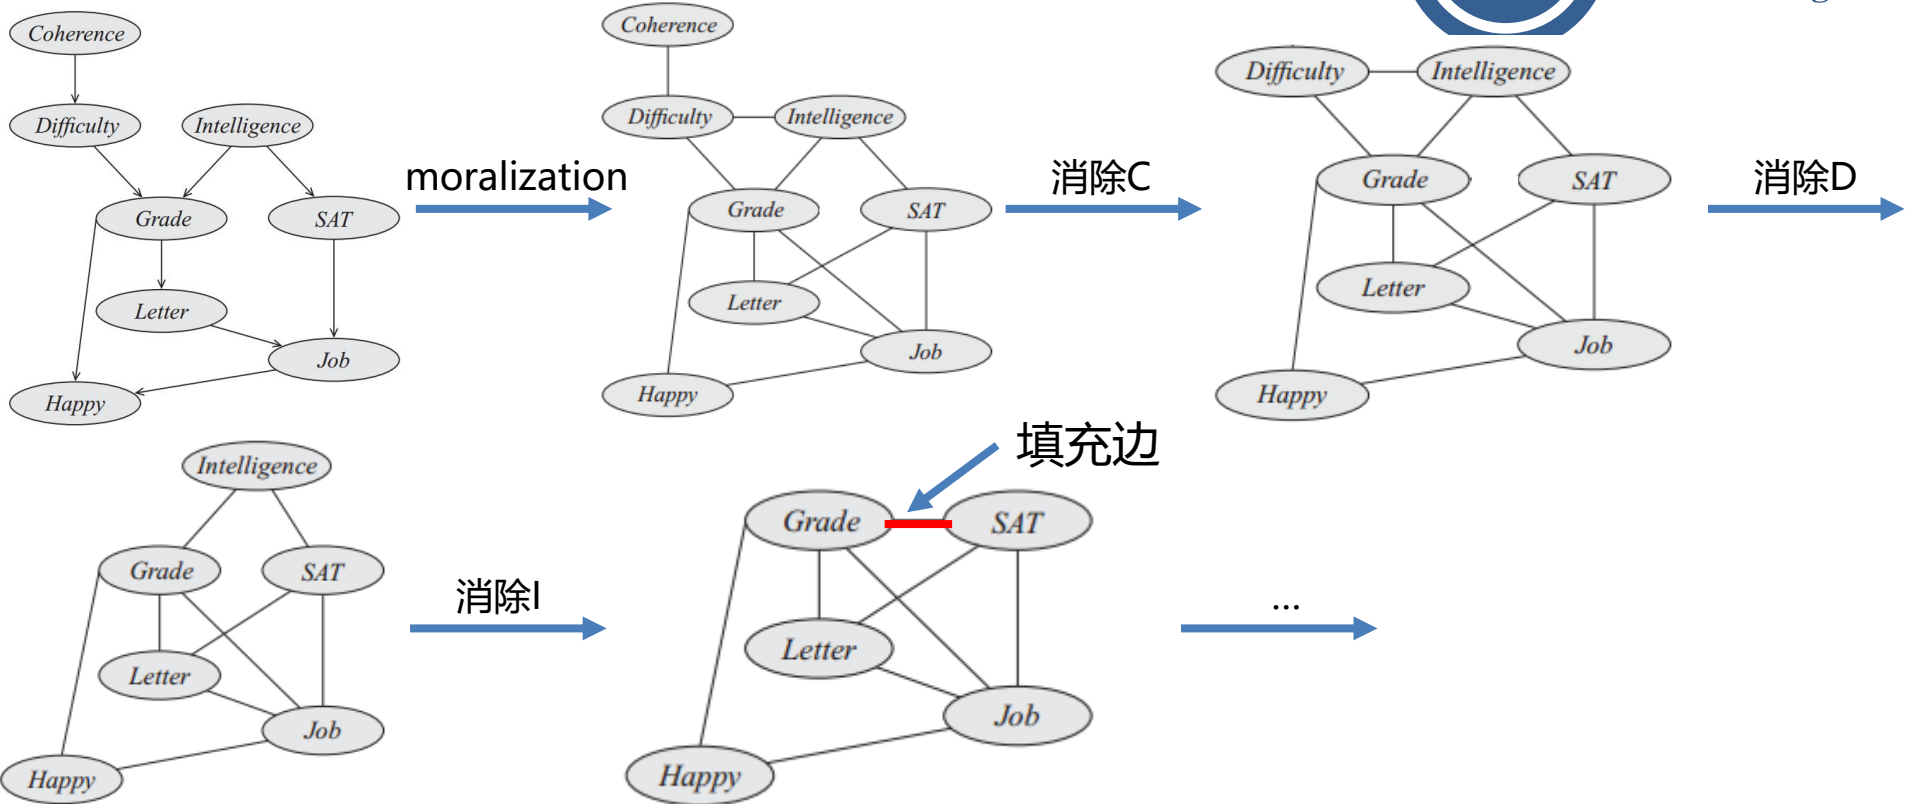 Coherence
Difficulty
Intelligence
Grade
SAT
Letter
Job
Happy
moralization
Coherence
Difficulty
Intelligence
Grade
SAT
Letter
Job
Happy
消除C
Difficulty
Intelligence
Grade
SAT
Letter
Job
Happy
消除D
Intelligence
Grade
SAT
Letter
Job
Happy
消除I
填充边
Grade
SAT
Letter
Job
Happy
...